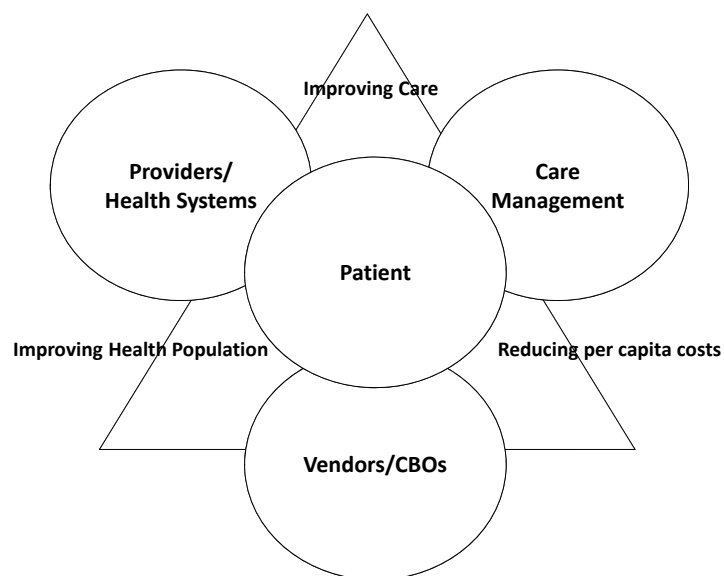 Improving Care
Providers/
Health Systems
Care
Management
Patient
Improving Health Population
Reducing per capita costs
Vendors/CBOs